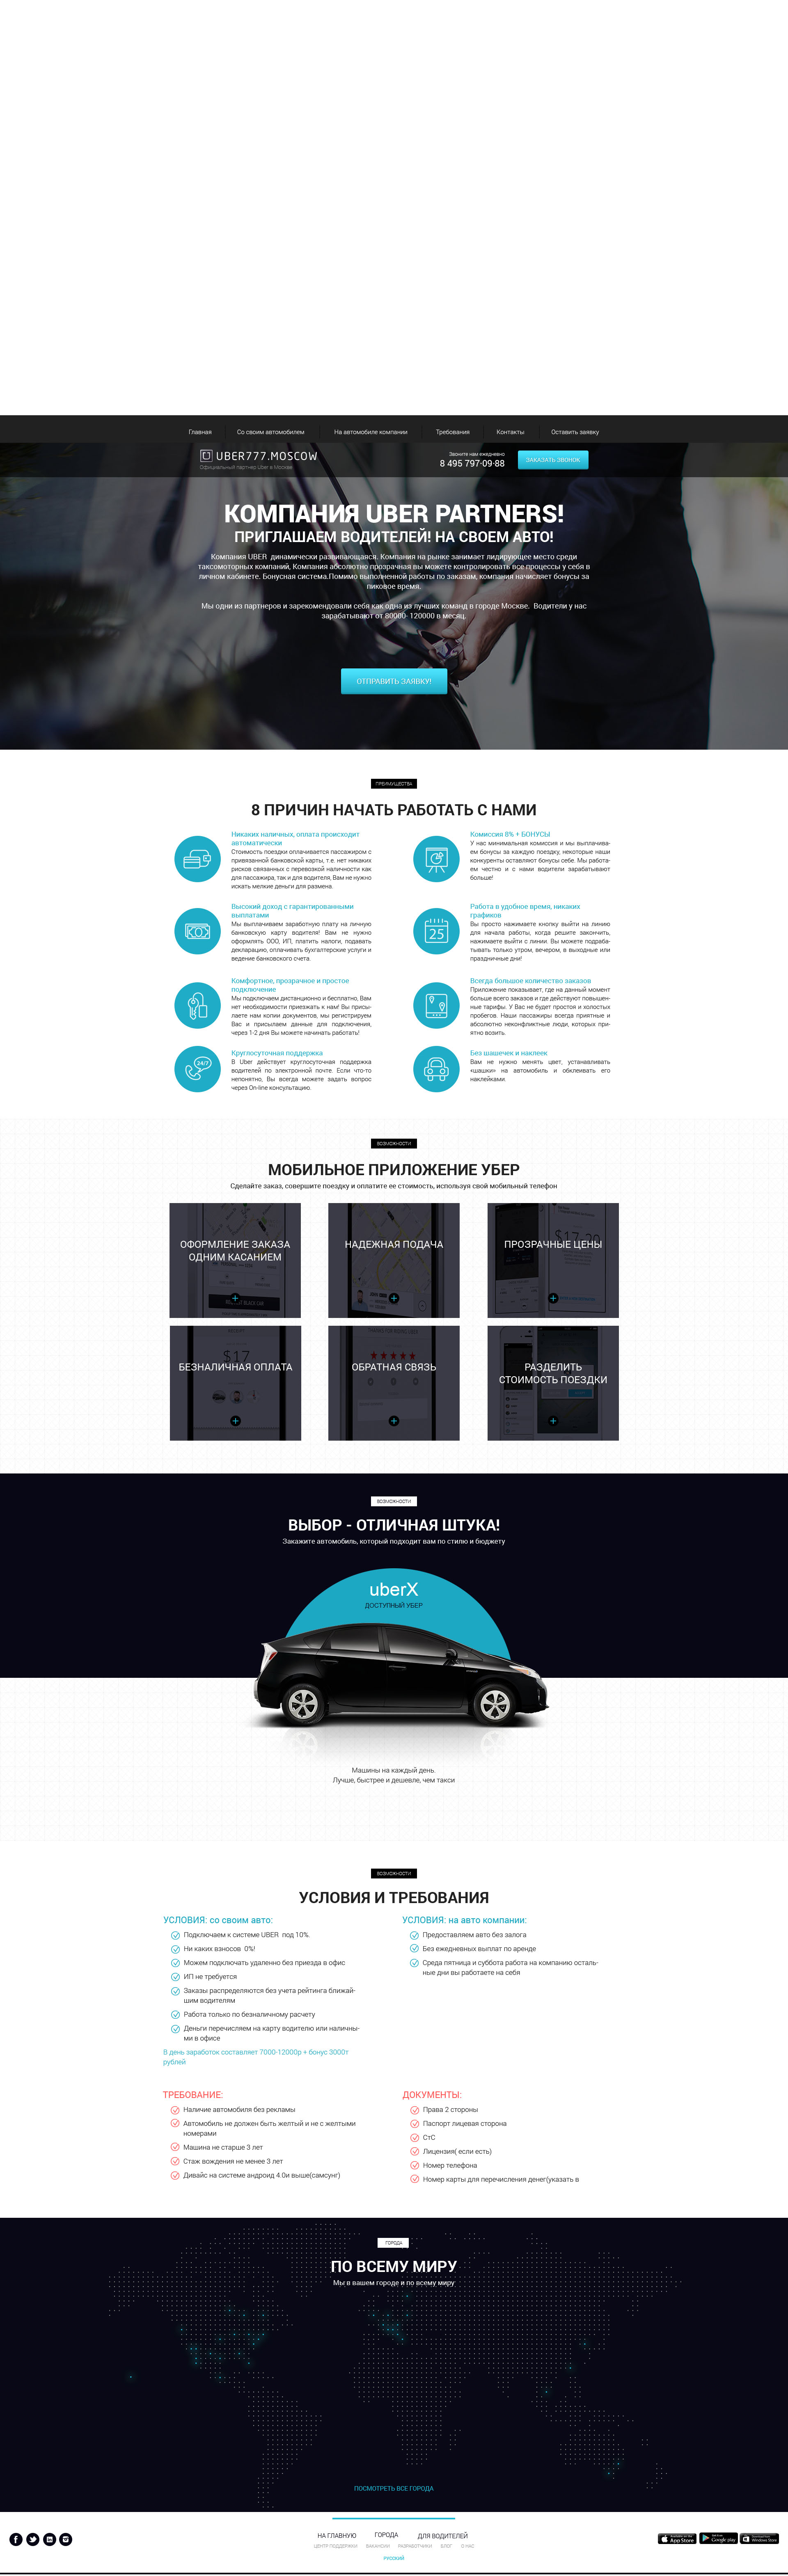 Главная
Со своим автомобилем
На автомобиле компании
Требования
Контакты
Оставить заявку
UBER777.MOSCOW
Официальный партнёр Uber в Москве
Звоните нам ежедневно
8 495 797-09-88
ЗАКАЗАТЬ ЗВОНОК
КОМПАНИЯ UBER PARTNERS!
ПРИГЛАШАЕМ ВОДИТЕЛЕЙ! НА СВОЕМ АВТО!
Компания UBER динамически развивающаяся. Компания на рынке занимает лидирующее место среди
таксомоторных компаний, Компания абсолютно прозрачная вы можете контролировать все процессы у себя в
личном кабинете. Бонусная система.Помимо выполненной работы по заказам, компания начисляет бонусы за
пиковое время.
Мы одни из партнеров и зарекомендовали себя как одна из лучших команд в городе Москве. Водители у нас
зарабатывают от 80000- 120000 в месяц.
ОТПРАВИТЬ ЗАЯВКУ!
ПРЕИМУЩЕСТВА
8 ПРИЧИН НАЧАТЬ РАБОТАТЬ С НАМИ
Никаких наличных, оплата происходит
автоматически
Стоимость поездки оплачивается пассажиром с
привязанной банковской карты, т.е. нет никаких
рисков связанных с перевозкой наличности как
для пассажира, так и для водителя, Вам не нужно
искать мелкие деньги для размена.
Комиссия 8% + БОНУСЫ
У нас минимальная комиссия и мы выплачива-
ем бонусы за каждую поездку, некоторые наши
конкуренты оставляют бонусы себе. Мы работа-
ем честно и с нами водители зарабатывают
больше!
Высокий доход с гарантированными
выплатами
Мы выплачиваем заработную плату на личную
банковскую карту водителя! Вам не нужно
оформлять ООО, ИП, платить налоги, подавать
декларацию, оплачивать бухгалтерские услуги и
ведение банковского счета.
25
Работа в удобное время, никаких
графиков
Вы просто нажимаете кнопку выйти на линию
для начала работы, когда решите закончить,
нажимаете выйти с линии. Вы можете подраба-
тывать только утром, вечером, в выходные или
праздничные дни!
Комфортное, прозрачное и простое
подключение
Мы подключаем дистанционно и бесплатно, Вам
нет необходимости приезжать к нам! Вы присы-
лаете нам копии документов, мы регистрируем
Вас и присылаем данные для подключения,
через 1-2 дня Вы можете начинать работать!
Всегда большое количество заказов
Приложение показывает, где на данный момент
больше всего заказов и где действуют повышен-
ные тарифы. У Вас не будет простоя и холостых
пробегов. Наши пассажиры всегда приятные и
абсолютно неконфликтные люди, которых при-
ятно возить.
24/7
Круглосуточная поддержка
В Uber действует круглосуточная поддержка
водителей по электронной почте. Если что-то
непонятно, Вы всегда можете задать вопрос
через On-line консультацию.
Без шашечек и наклеек
Вам не нужно менять цвет, устанавливать
«шашки» на автомобиль и обклеивать его
наклейками.
ВОЗМОЖНОСТИ
МОБИЛЬНОЕ ПРИЛОЖЕНИЕ УБЕР
Сделайте заказ, совершите поездку и оплатите ее стоимость, используя свой мобильный телефон
ОФОРМЛЕНИЕ ЗАКАЗА
ОДНИМ КАСАНИЕМ
НАДЕЖНАЯ ПОДАЧА
$17.20
ПРОЗРАЧНЫЕ ЦЕНЫ
$17
БЕЗНАЛИЧНАЯ ОПЛАТА
ОБРАТНАЯ СВЯЗЬ
РАЗДЕЛИТЬ
СТОИМОСТЬ ПОЕЗДКИ
ВОЗМОЖНОСТИ
ВЫБОР - ОТЛИЧНАЯ ШТУКА!
Закажите автомобиль, который подходит вам по стилю и бюджету
uberX
ДОСТУПНЫЙ УБЕР
Машины на каждый день.
Лучше, быстрее и дешевле, чем такси
ВОЗМОЖНОСТИ
УСЛОВИЯ И ТРЕБОВАНИЯ
УСЛОВИЯ: со своим авто:
Подключаем к системе UBER под 10%.
Ни каких взносов 0%!
Можем подключать удаленно без приезда в офис
ИП не требуется
Заказы распределяются без учета рейтинга ближай-
шим водителям
Работа только по безналичному расчету
Деньги перечисляем на карту водителю или наличны-
ми в офисе
В день заработок составляет 7000-12000р + бонус 3000т
рублей
УСЛОВИЯ: на авто компании:
Предоставляем авто без залога
Без ежедневных выплат по аренде
Среда пятница и суббота работа на компанию осталь-
ные дни вы работаете на себя
ТРЕБОВАНИЕ:
Наличие автомобиля без рекламы
Автомобиль не должен быть желтый и не с желтыми
номерами
Машина не старше 3 лет
Стаж вождения не менее 3 лет
Дивайс на системе андроид 4.0и выше(самсунг)
ДОКУМЕНТЫ:
Права 2 стороны
Паспорт лицевая сторона
СтС
Лицензия( если есть)
Номер телефона
Номер карты для перечисления денег(указать в
ГОРОДА
ПО ВСЕМУ МИРУ
Мы в вашем городе и по всему миру
ПОСМОТРЕТЬ ВСЕ ГОРОДА
НА ГЛАВНУЮ
ГОРОДА
ДЛЯ ВОДИТЕЛЕЙ
ЦЕНТР ПОДДЕРЖКИ
ВАКАНСИИ
РАЗРАБОТЧИКИ
БЛОГ
О НАС
РУССКИЙ
App Store
Google play
Windows Store